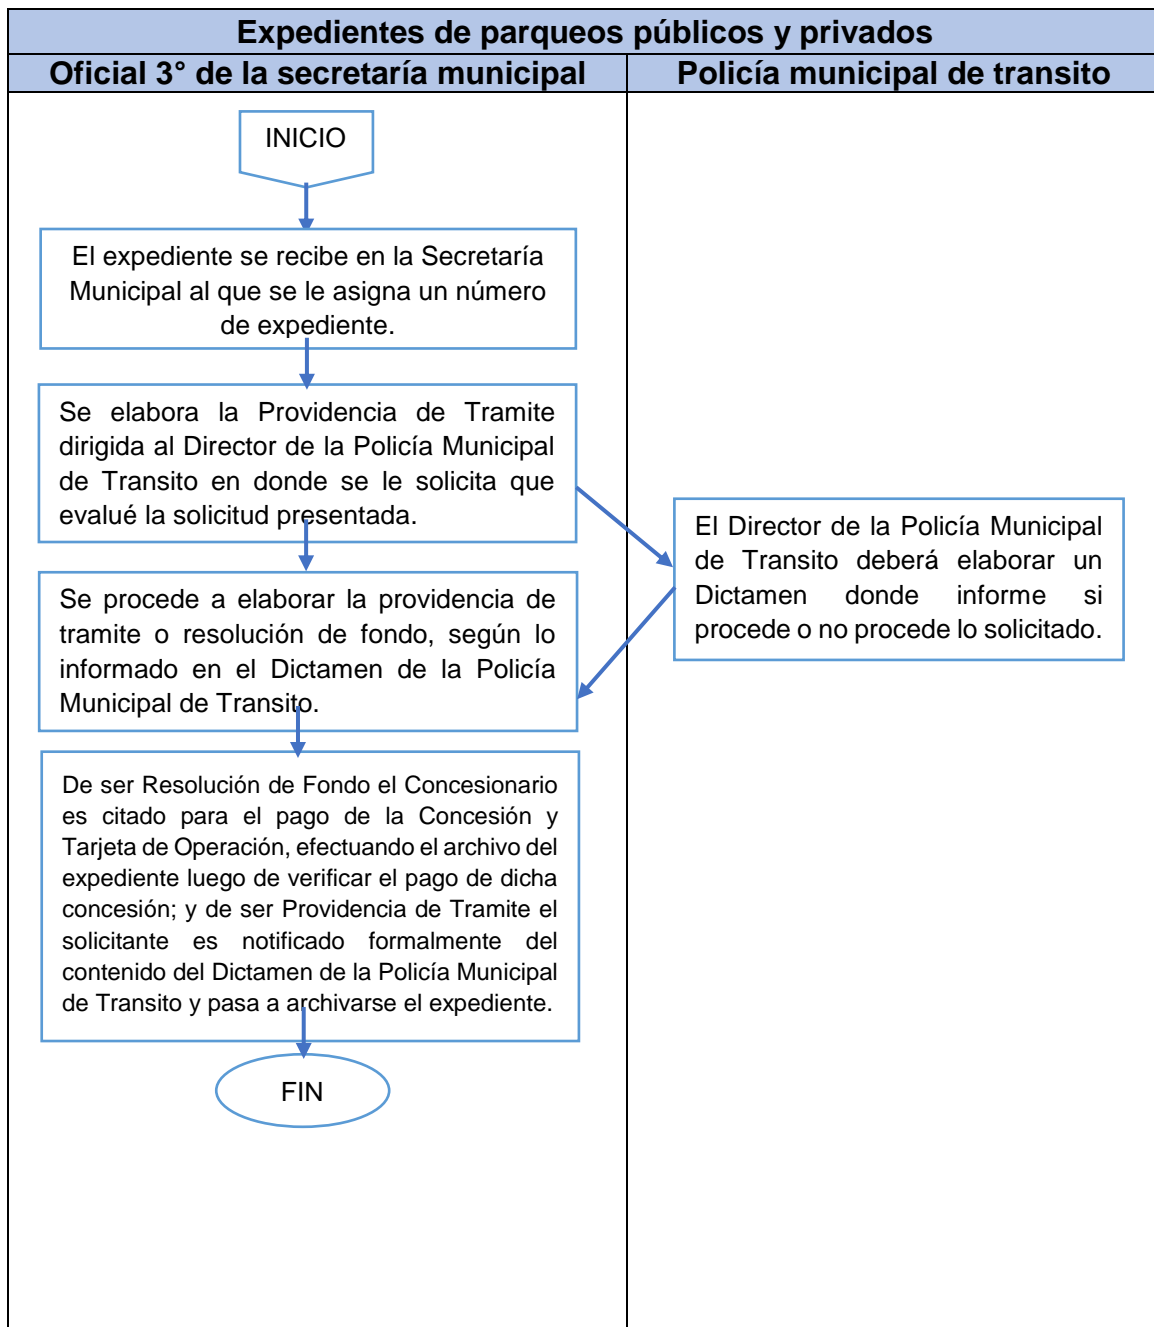 Expedientes de parqueos públicos y privados
Oficial 3° de la secretaría municipal
Policía municipal de transito
INICIO
El expediente se recibe en la Secretaría
Municipal al que se le asigna un número
de expediente.
Se elabora la Providencia de Tramite
dirigida al Director de la Policía Municipal
de Transito en donde se le solicita que
evalué la solicitud presentada.
El Director de la Policía Municipal
de Transito deberá elaborar un
Dictamen donde informe si
procede o no procede lo solicitado.
Se procede a elaborar la providencia de
tramite o resolución de fondo, según lo
informado en el Dictamen de la Policía
Municipal de Transito.
De ser Resolución de Fondo el Concesionario
es citado para el pago de la Concesión y
Tarjeta de Operación, efectuando el archivo del
expediente luego de verificar el pago de dicha
concesión; y de ser Providencia de Tramite el
solicitante es notificado formalmente del
contenido del Dictamen de la Policía Municipal
de Transito y pasa a archivarse el expediente.
FIN